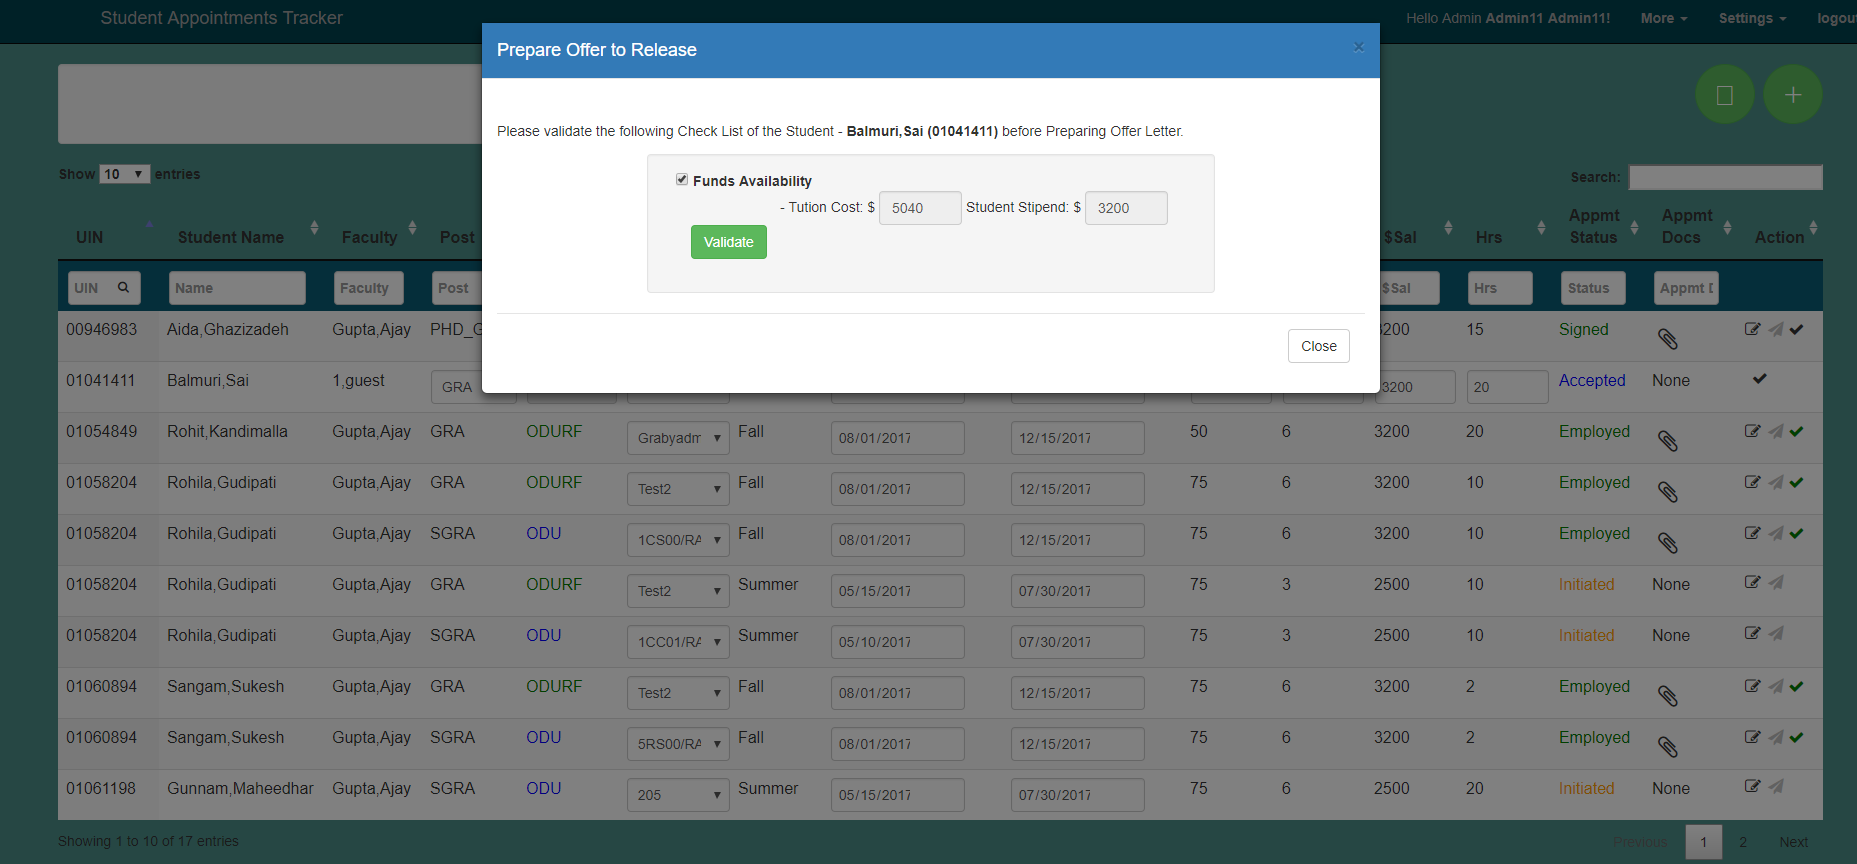 Student Appointments Tracker
Hello Admin Admin11 Admin11! More Settings logou
Prepare Offer to Release ×
Please validate the following Check List of the Student - Balmuri,Sai (01041411) before Preparing Offer Letter.
Funds Availability
- Tution Cost: $ 5040 Student Stipend: $ 3200
Validate
Close
Show 10 entries
Search:
UIN Student Name Faculty Post $Sal Hrs Appmt Status Appmt Docs Action
UIN Name Faculty Post $Sal Hrs Status Appmt D
00946983 Aida,Ghazizadeh Gupta,Ajay PHD_G 3200 15 Signed
01041411 Balmuri,Sai 1,guest GRA 3200 20 Accepted None
01054849 Rohit,Kandimalla Gupta,Ajay GRA ODURF Grabyadm Fall 08/01/2017 12/15/2017 50 6 3200 20 Employed
01058204 Rohila,Gudipati Gupta,Ajay GRA ODURF Test2 Fall 08/01/2017 12/15/2017 75 6 3200 10 Employed
01058204 Rohila,Gudipati Gupta,Ajay SGRA ODU 1CS00/RA Fall 08/01/2017 12/15/2017 75 6 3200 10 Employed
01058204 Rohila,Gudipati Gupta,Ajay GRA ODURF Test2 Summer 05/15/2017 07/30/2017 75 3 2500 10 Initiated None
01058204 Rohila,Gudipati Gupta,Ajay SGRA ODU 1CC01/RA Summer 05/10/2017 07/30/2017 75 3 2500 10 Initiated None
01060894 Sangam,Sukesh Gupta,Ajay GRA ODURF Test2 Fall 08/01/2017 12/15/2017 75 6 3200 2 Employed
01060894 Sangam,Sukesh Gupta,Ajay SGRA ODU 5RS00/RA Fall 08/01/2017 12/15/2017 75 6 3200 2 Employed
01061198 Gunnam,Maheedhar Gupta,Ajay SGRA ODU 205 Summer 05/15/2017 07/30/2017 75 6 2500 20 Initiated None
Showing 1 to 10 of 17 entries
Previous 1 2 Next